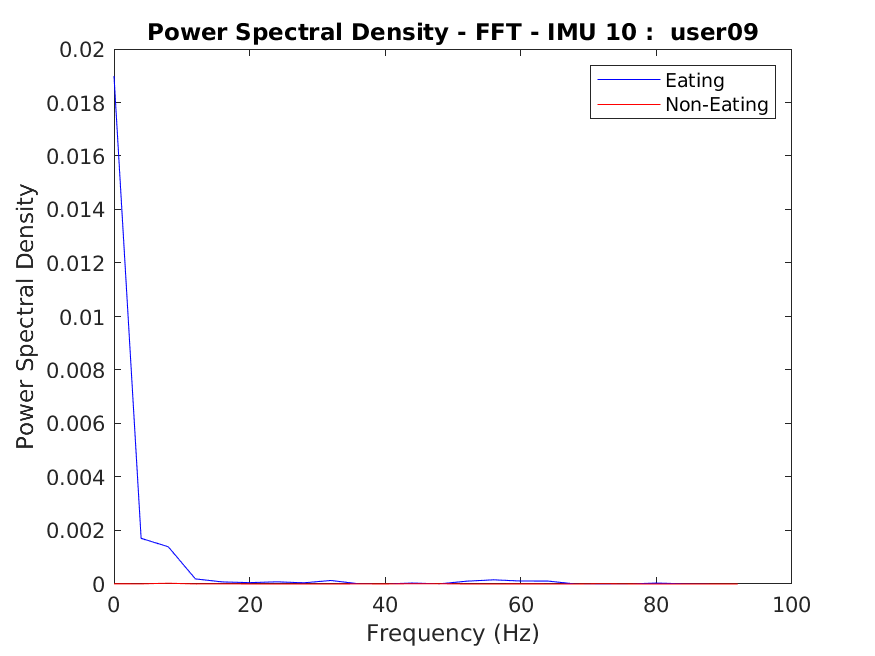 Power Spectral Density - FFT - IMU 10 :  user09
Eating
Non-Eating
Power Spectral Density
0.02
0.018
0.016
0.014
0.012
0.01
0.008
0.006
0.004
0.002
0
0 20 40 60 80 100
Frequency (Hz)